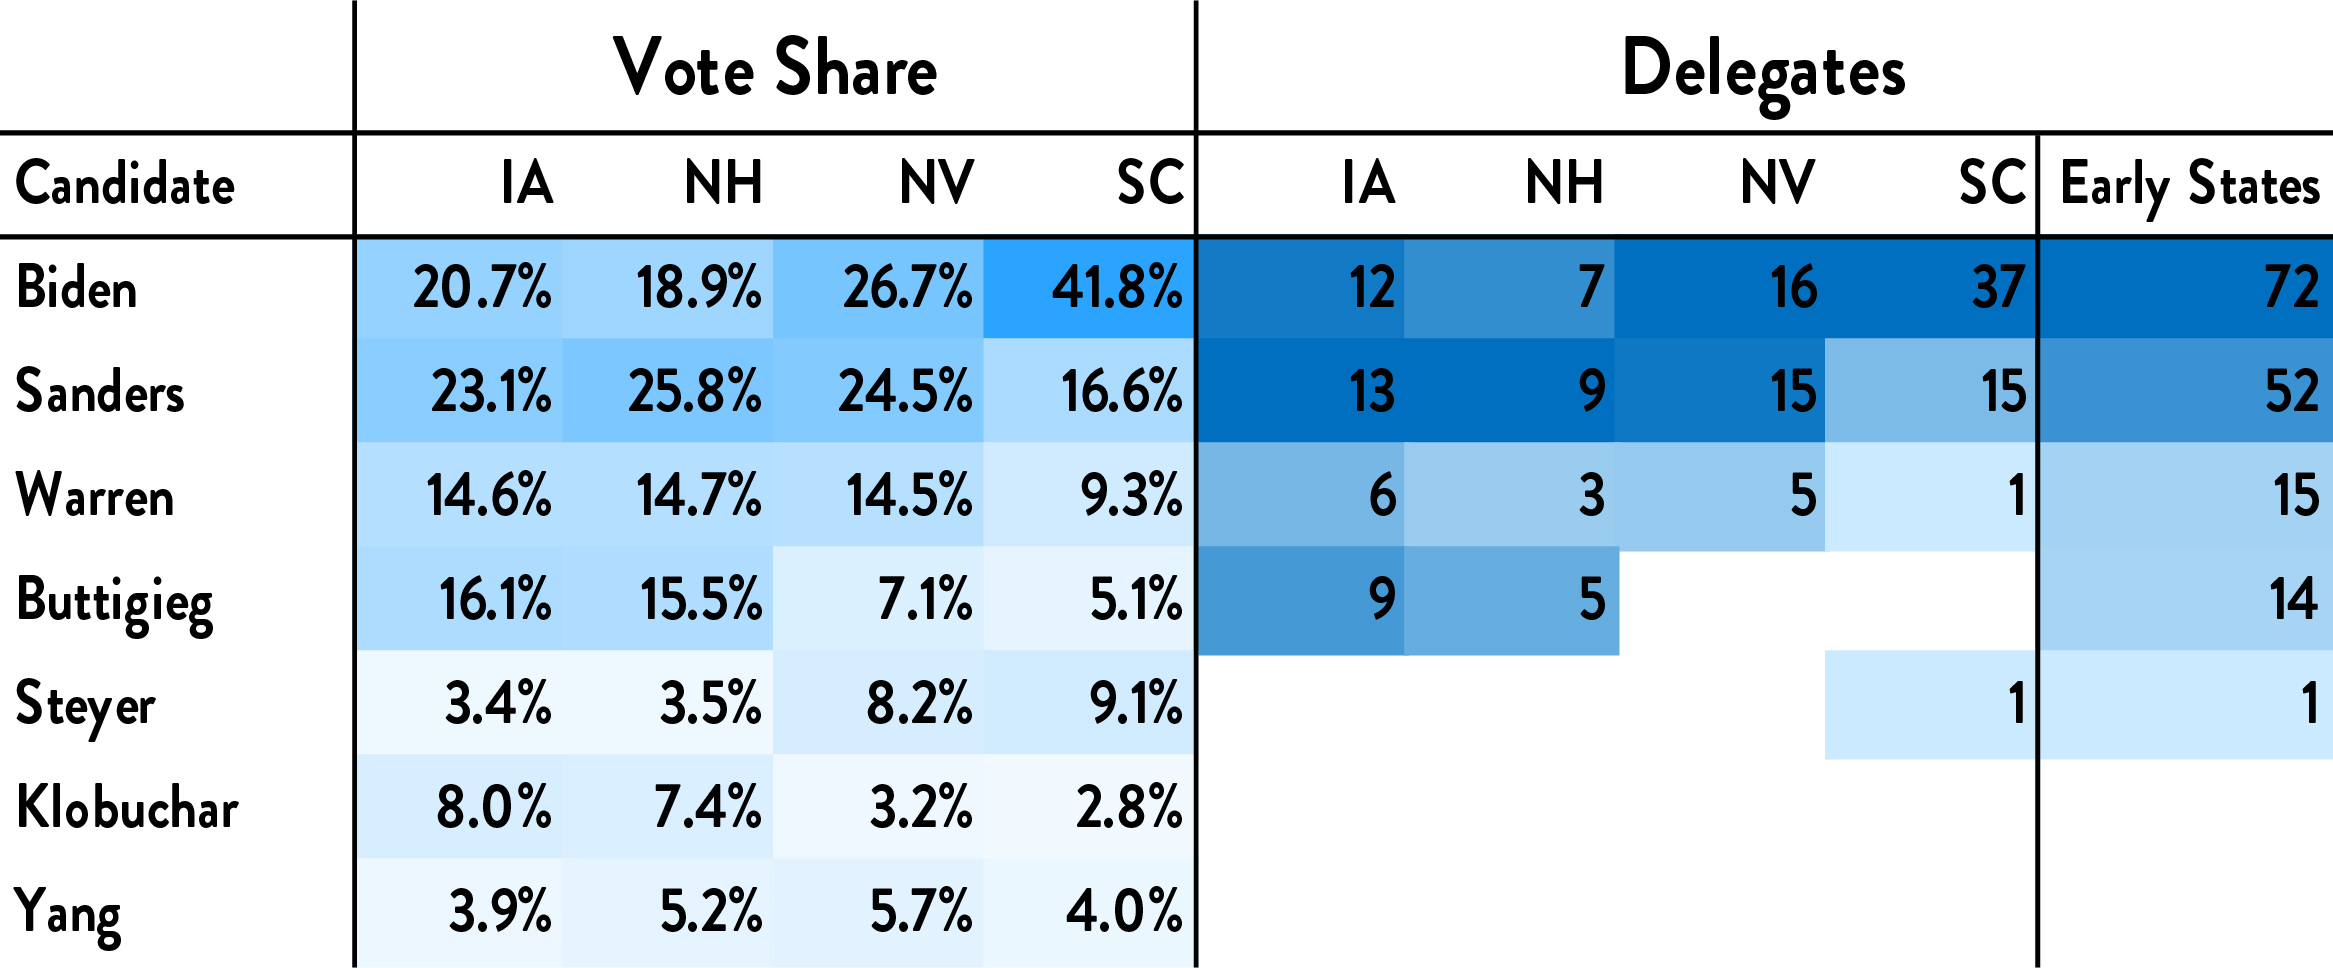 Vote Share Delegates
Candidate IA NH NV SC IA NH NV SC Early States
Biden 20.7% 18.9% 26.7% 41.8% 12 7 16 37 72
Sanders 23.1% 25.8% 24.5% 16.6% 13 9 15 15 52
Warren 14.6% 14.7% 14.5% 9.3% 6 3 5 1 15
Buttigieg 16.1% 15.5% 7.1% 5.1% 9 5 14
Steyer 3.4% 3.5% 8.2% 9.1% 1 1
Klobuchar 8.0% 7.4% 3.2% 2.8%
Yang 3.9% 5.2% 5.7% 4.0%